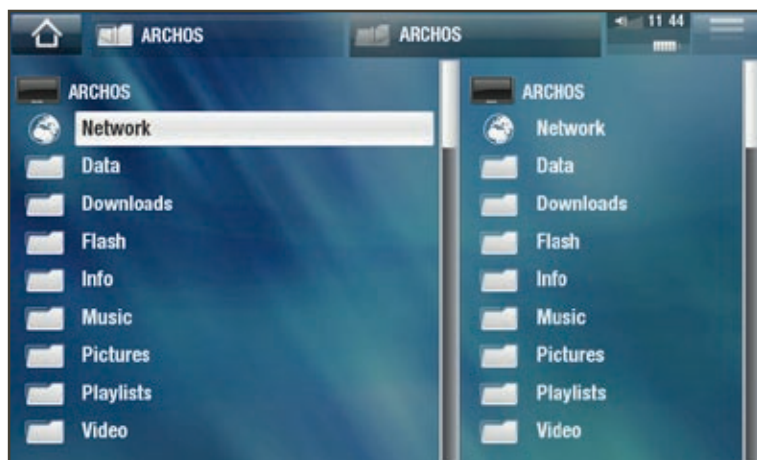 ARCHOS
ARCHOS
11 44
ARCHOS
Network
Data
Downloads
Flash
Info
Music
Pictures
Playlists
Video
ARCHOS
Network
Data
Downloads
Flash
Info
Music
Pictures
Playlists
Video